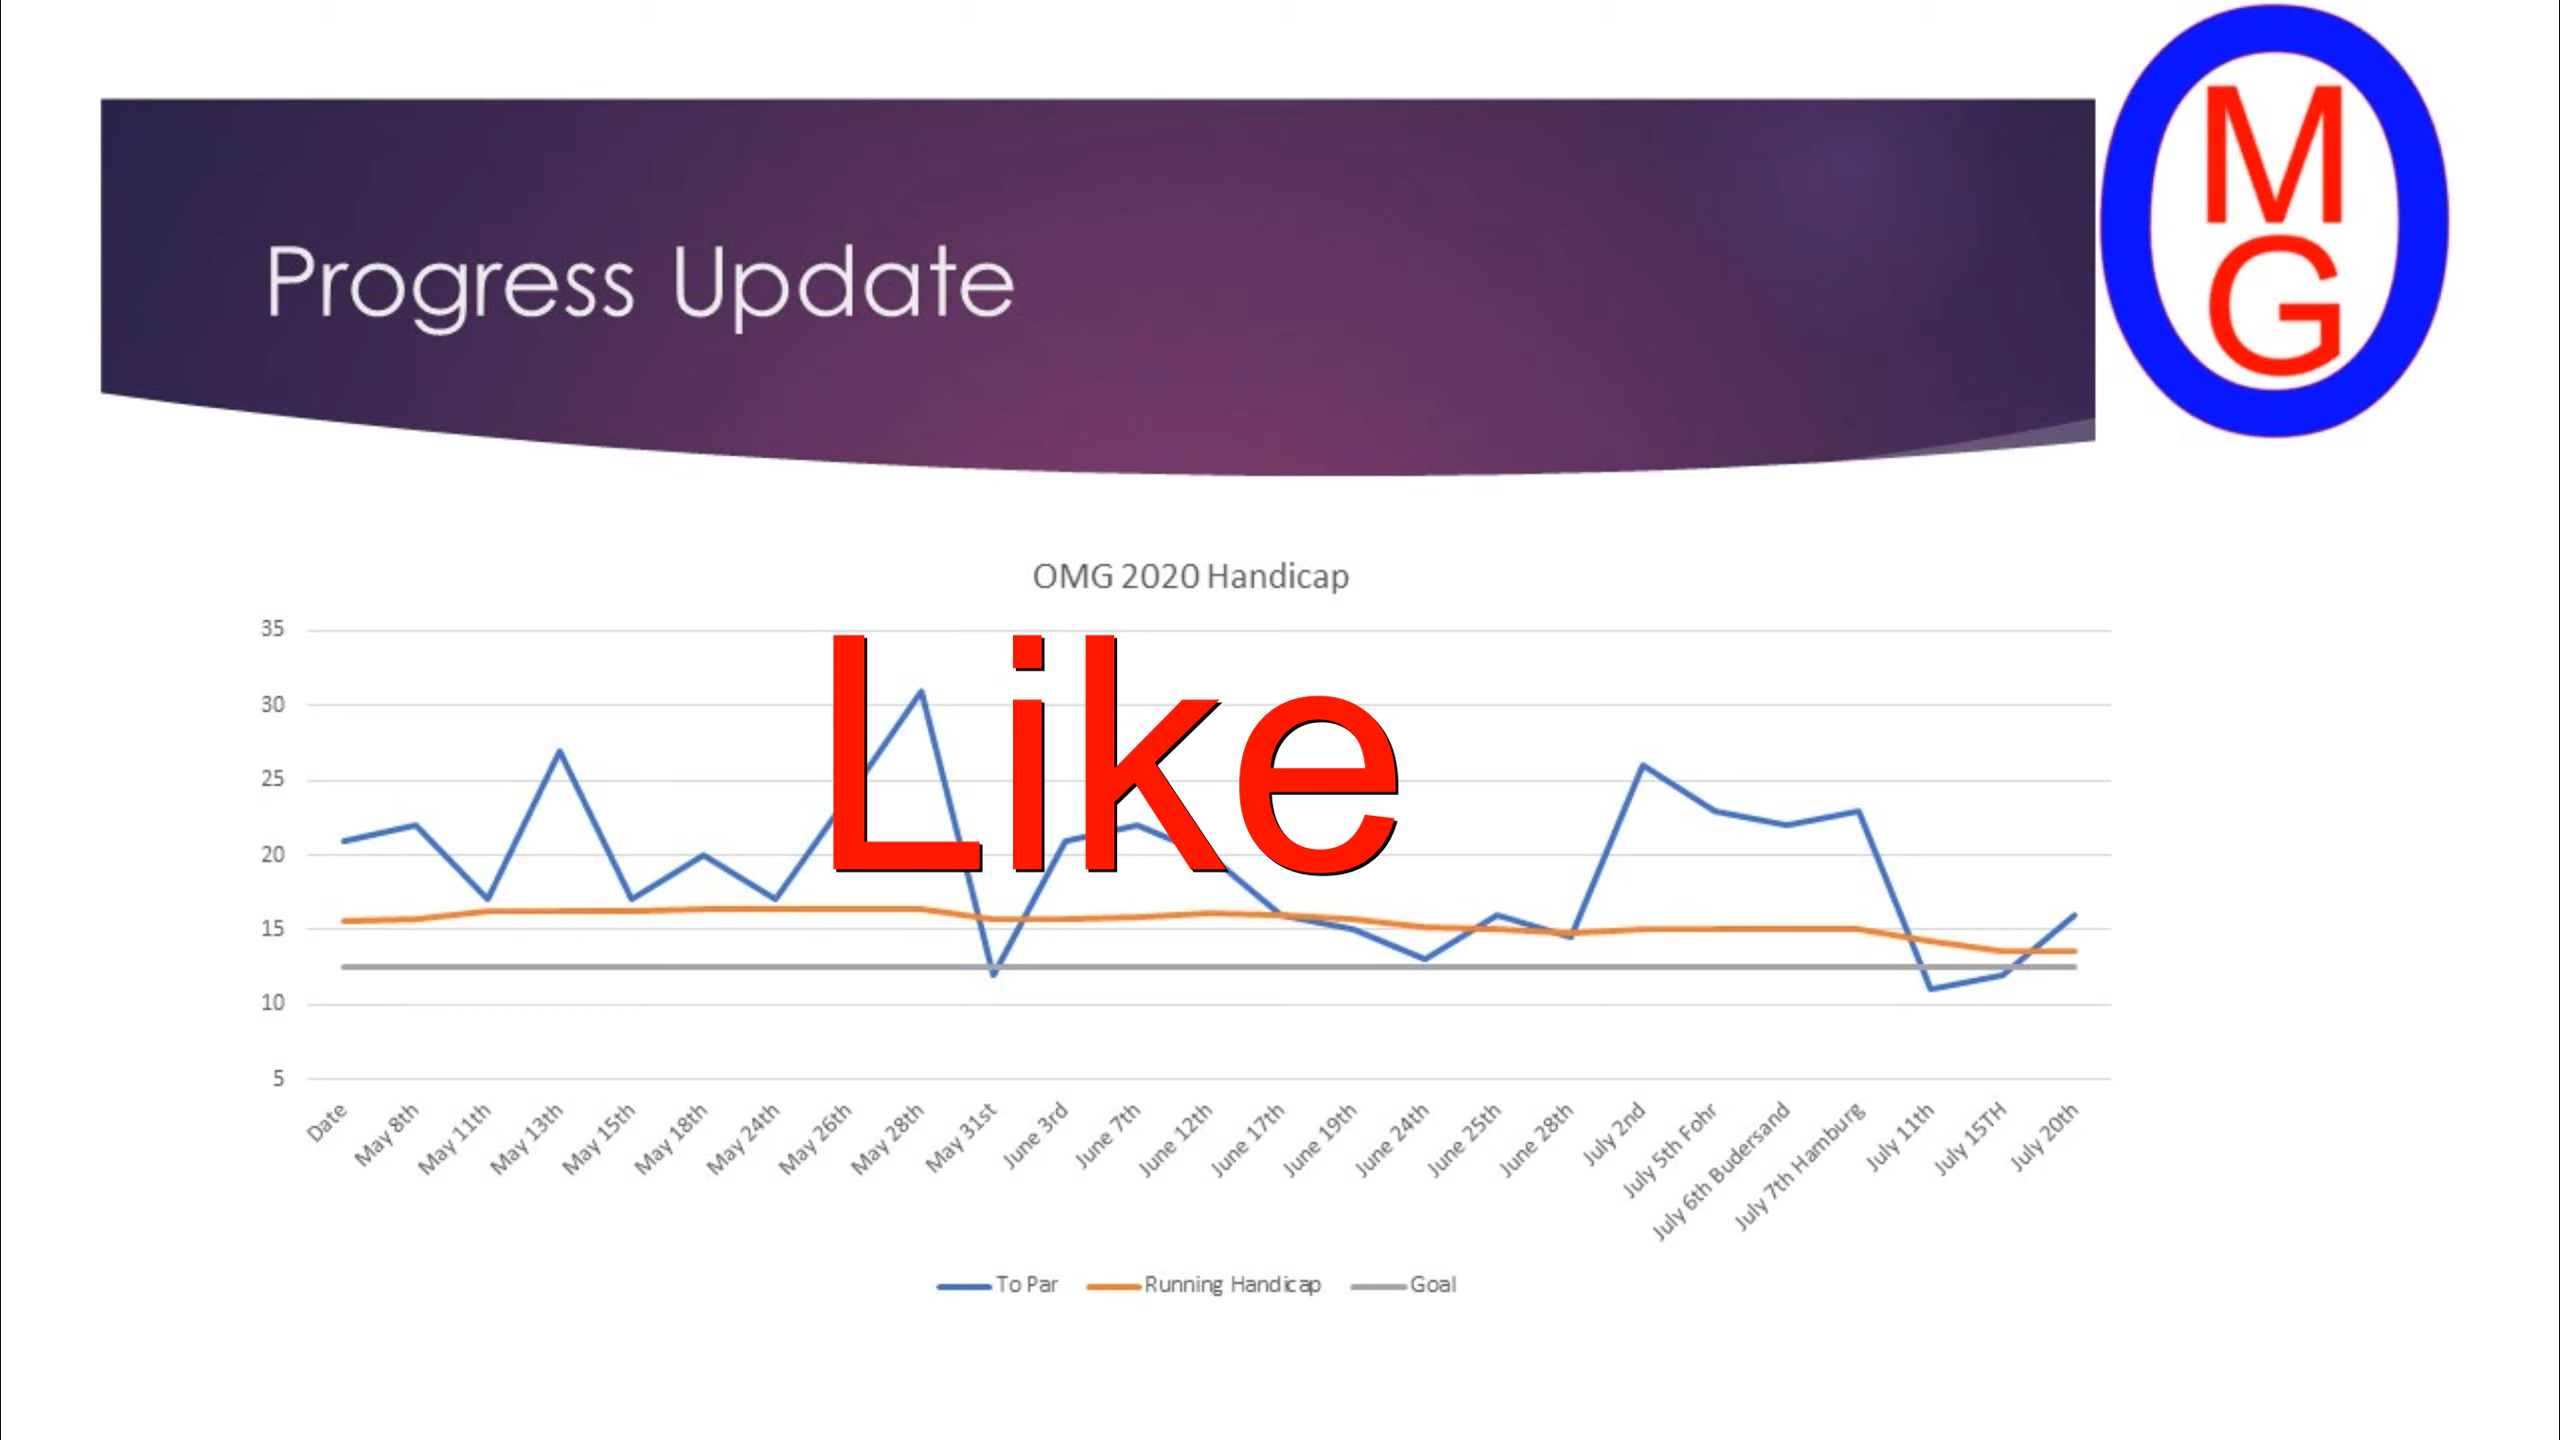 Progress Update
OMG
OMG 2020 Handicap
Like
35
30
25
20
15
10
5
Date
May 8th
May 11th
May 13th
May 15th
May 18th
May 24th
May 26th
May 28th
May 31st
June 3rd
June 7th
June 12th
June 17th
June 19th
June 24th
June 25th
June 28th
July 2nd
July 5th Fohr
July 6th Budersand
July 7th Hamburg
July 11th
July 15TH
July 20th
To Par
Running Handicap
Goal